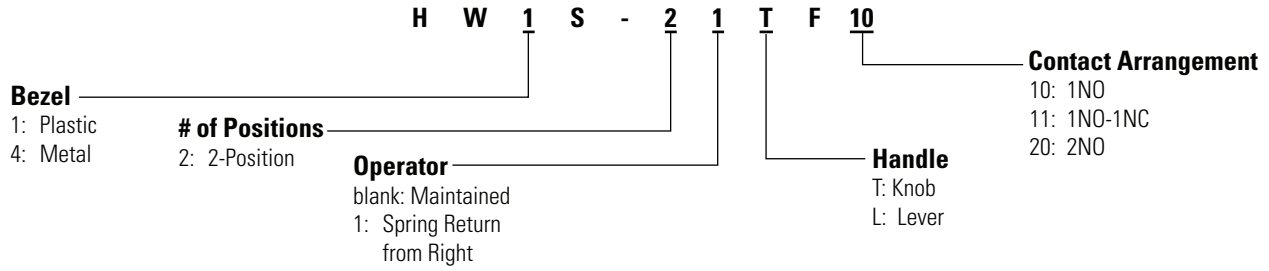 H W 1 S - 2 1 T F 10
Bezel
1: Plastic
4: Metal
# of Positions
2: 2-Position
Operator
blank: Maintained
1: Spring Return
from Right
Handle
T: Knob
L: Lever
Contact Arrangement
10: 1NO
11: 1NO-1NC
20: 2NO